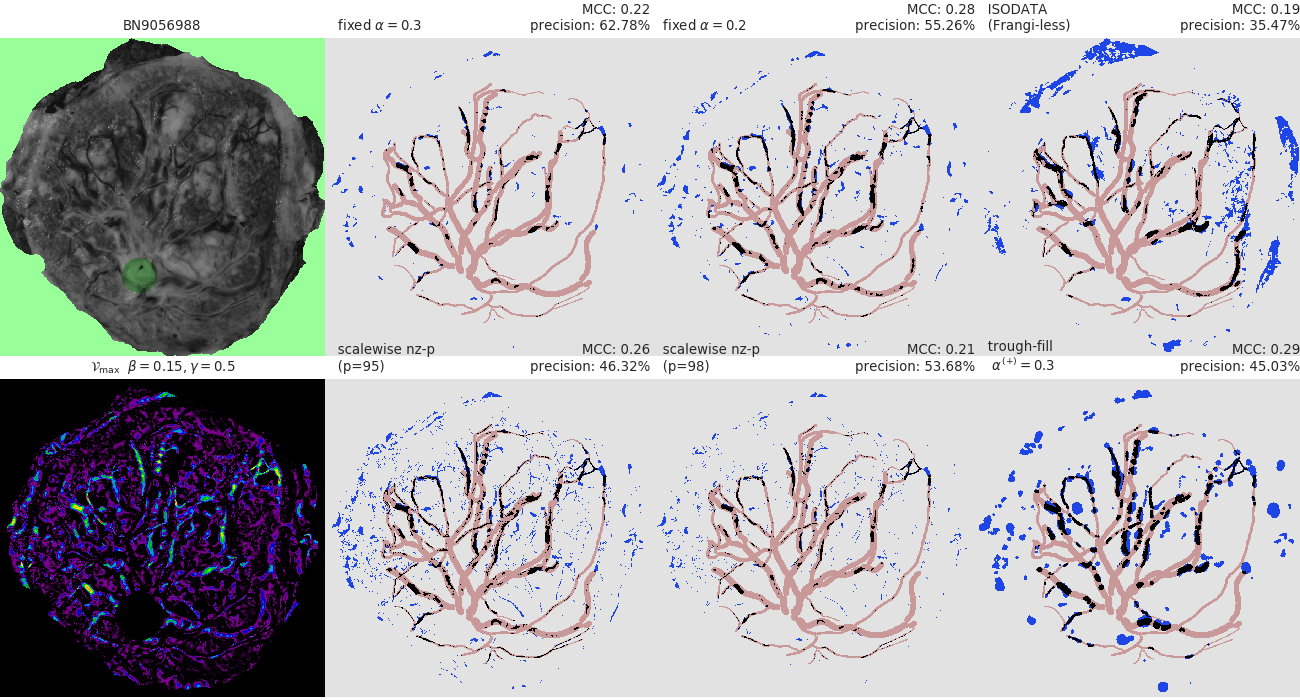 BN9056988
fixed α = 0.3
MCC: 0.22
precision: 62.78%
fixed α = 0.2
MCC: 0.28
precision: 55.26%
ISODATA
(Frangi-less)
MCC: 0.19
precision: 35.47%
𝒱max β = 0.15, γ = 0.5
scalewise nz-p
(p=95)
MCC: 0.26
precision: 46.32%
scalewise nz-p
(p=98)
MCC: 0.21
precision: 53.68%
trough-fill
α(+) = 0.3
MCC: 0.29
precision: 45.03%